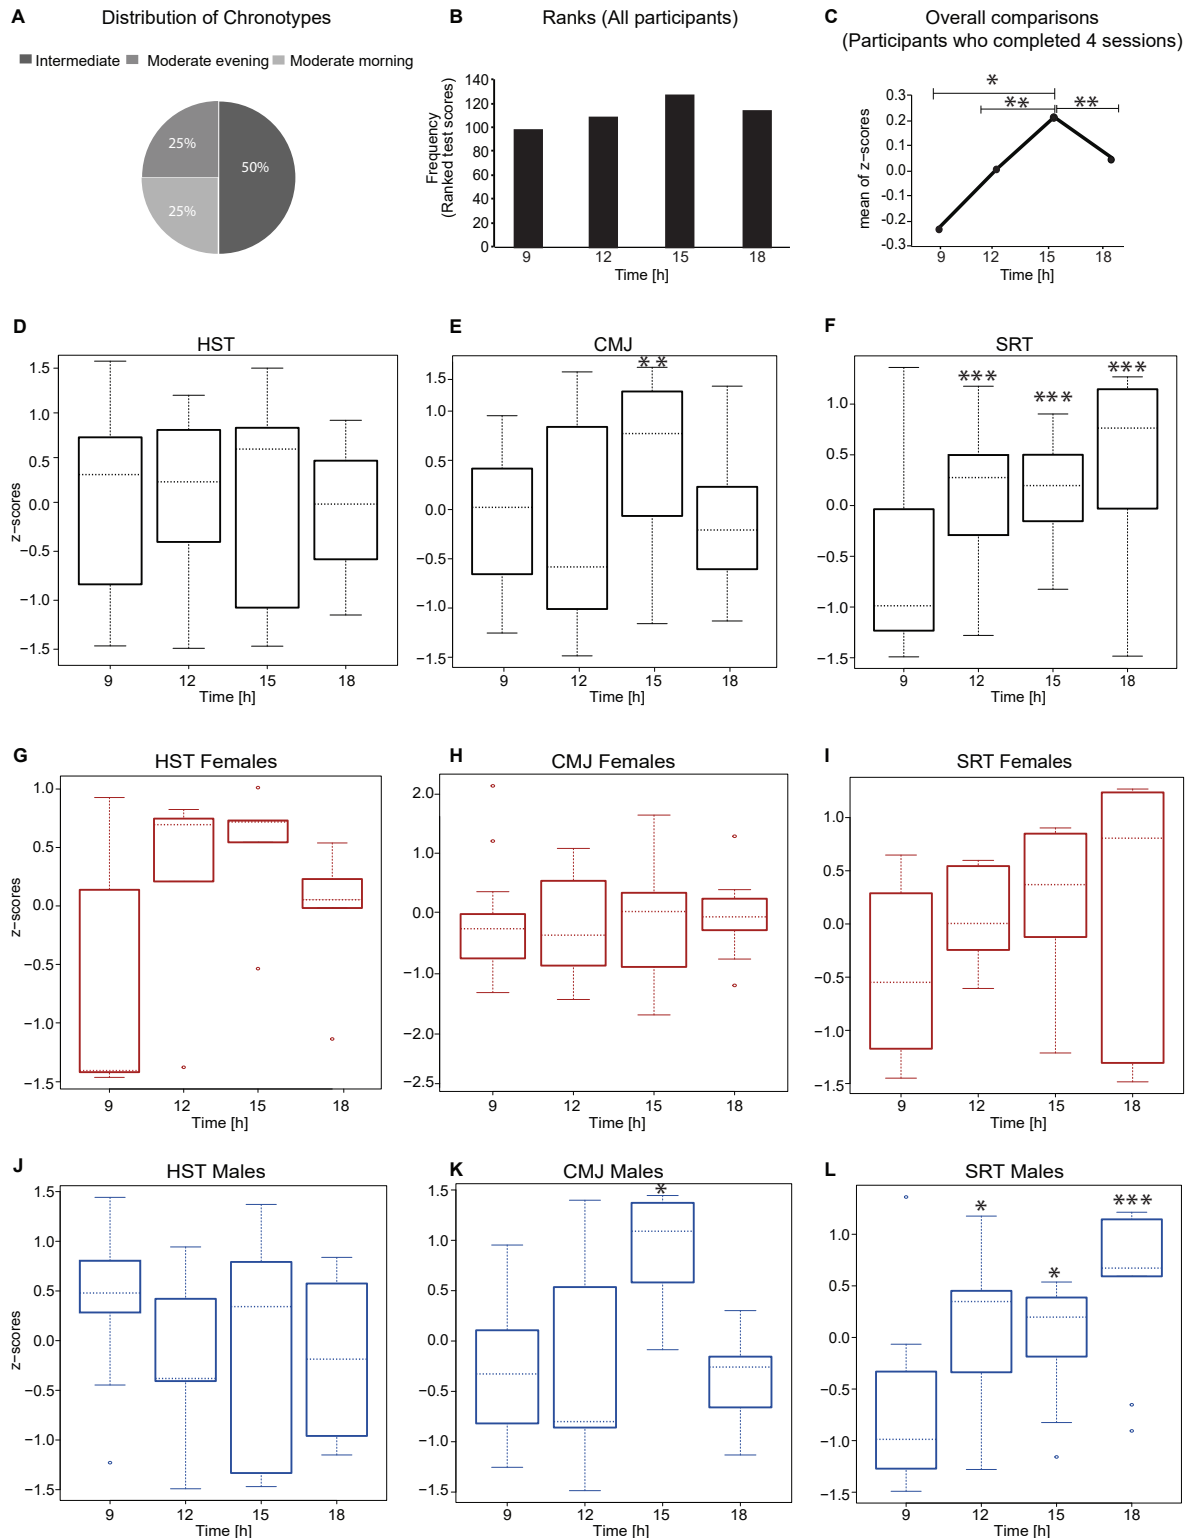 A Distribution of Chronotypes
Intermediate Moderate evening Moderate morning
25% 50%
25%
B Ranks (All participants)
Frequency
(Ranked test scores)
140
120
100
80
60
40
20
0
9 12 15 18
Time [h]
C Overall comparisons
(Participants who completed 4 sessions)
*
** **
mean of z-scores
0.3
0.2
0.1
0.0
-0.1
-0.2
-0.3
9 12 15 18
Time [h]
D HST
z−scores
1.5
1.0
0.5
0.0
−0.5
−1.0
−1.5
9 12 15 18
Time [h]
E CMJ
**
1.5
1.0
0.5
0.0
−0.5
−1.0
−1.5
9 12 15 18
Time [h]
F SRT
*** *** ***
1.0
0.5
0.0
−0.5
−1.0
−1.5
9 12 15 18
Time [h]
G HST Females
z−scores
1.0
0.5
0.0
−0.5
−1.0
−1.5
9 12 15 18
Time [h]
H CMJ Females
2.0
1.0
0.0
−1.0
−2.0
−2.5
9 12 15 18
Time [h]
I SRT Females
1.0
0.5
0.0
−0.5
−1.0
−1.5
9 12 15 18
Time [h]
J HST Males
z−scores
1.5
1.0
0.5
0.0
−0.5
−1.0
−1.5
9 12 15 18
Time [h]
K CMJ Males
*
1.5
1.0
0.5
0.0
−0.5
−1.0
−1.5
9 12 15 18
Time [h]
L SRT Males
* * ***
1.0
0.5
0.0
−0.5
−1.0
−1.5
9 12 15 18
Time [h]